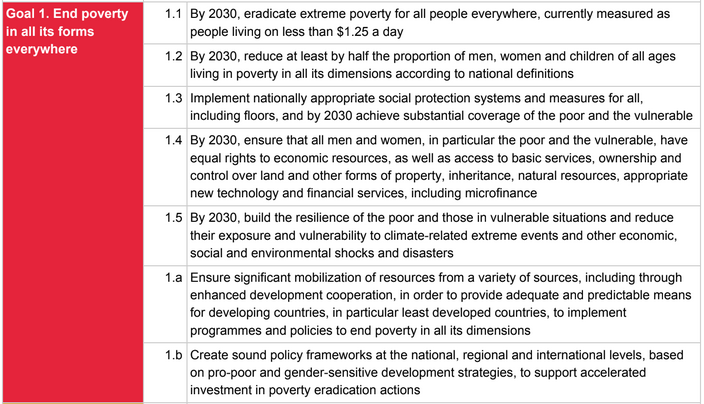 Goal 1. End poverty
in all its forms
everywhere
1.1 By 2030, eradicate extreme poverty for all people everywhere, currently measured as
people living on less than $1.25 a day
1.2 By 2030, reduce at least by half the proportion of men, women and children of all ages
living in poverty in all its dimensions according to national definitions
1.3 Implement nationally appropriate social protection systems and measures for all,
including floors, and by 2030 achieve substantial coverage of the poor and the vulnerable
1.4 By 2030, ensure that all men and women, in particular the poor and the vulnerable, have
equal rights to economic resources, as well as access to basic services, ownership and
control over land and other forms of property, inheritance, natural resources, appropriate
new technology and financial services, including microfinance
1.5 By 2030, build the resilience of the poor and those in vulnerable situations and reduce
their exposure and vulnerability to climate-related extreme events and other economic,
social and environmental shocks and disasters
1.a Ensure significant mobilization of resources from a variety of sources, including through
enhanced development cooperation, in order to provide adequate and predictable means
for developing countries, in particular least developed countries, to implement
programmes and policies to end poverty in all its dimensions
1.b Create sound policy frameworks at the national, regional and international levels, based
on pro-poor and gender-sensitive development strategies, to support accelerated
investment in poverty eradication actions